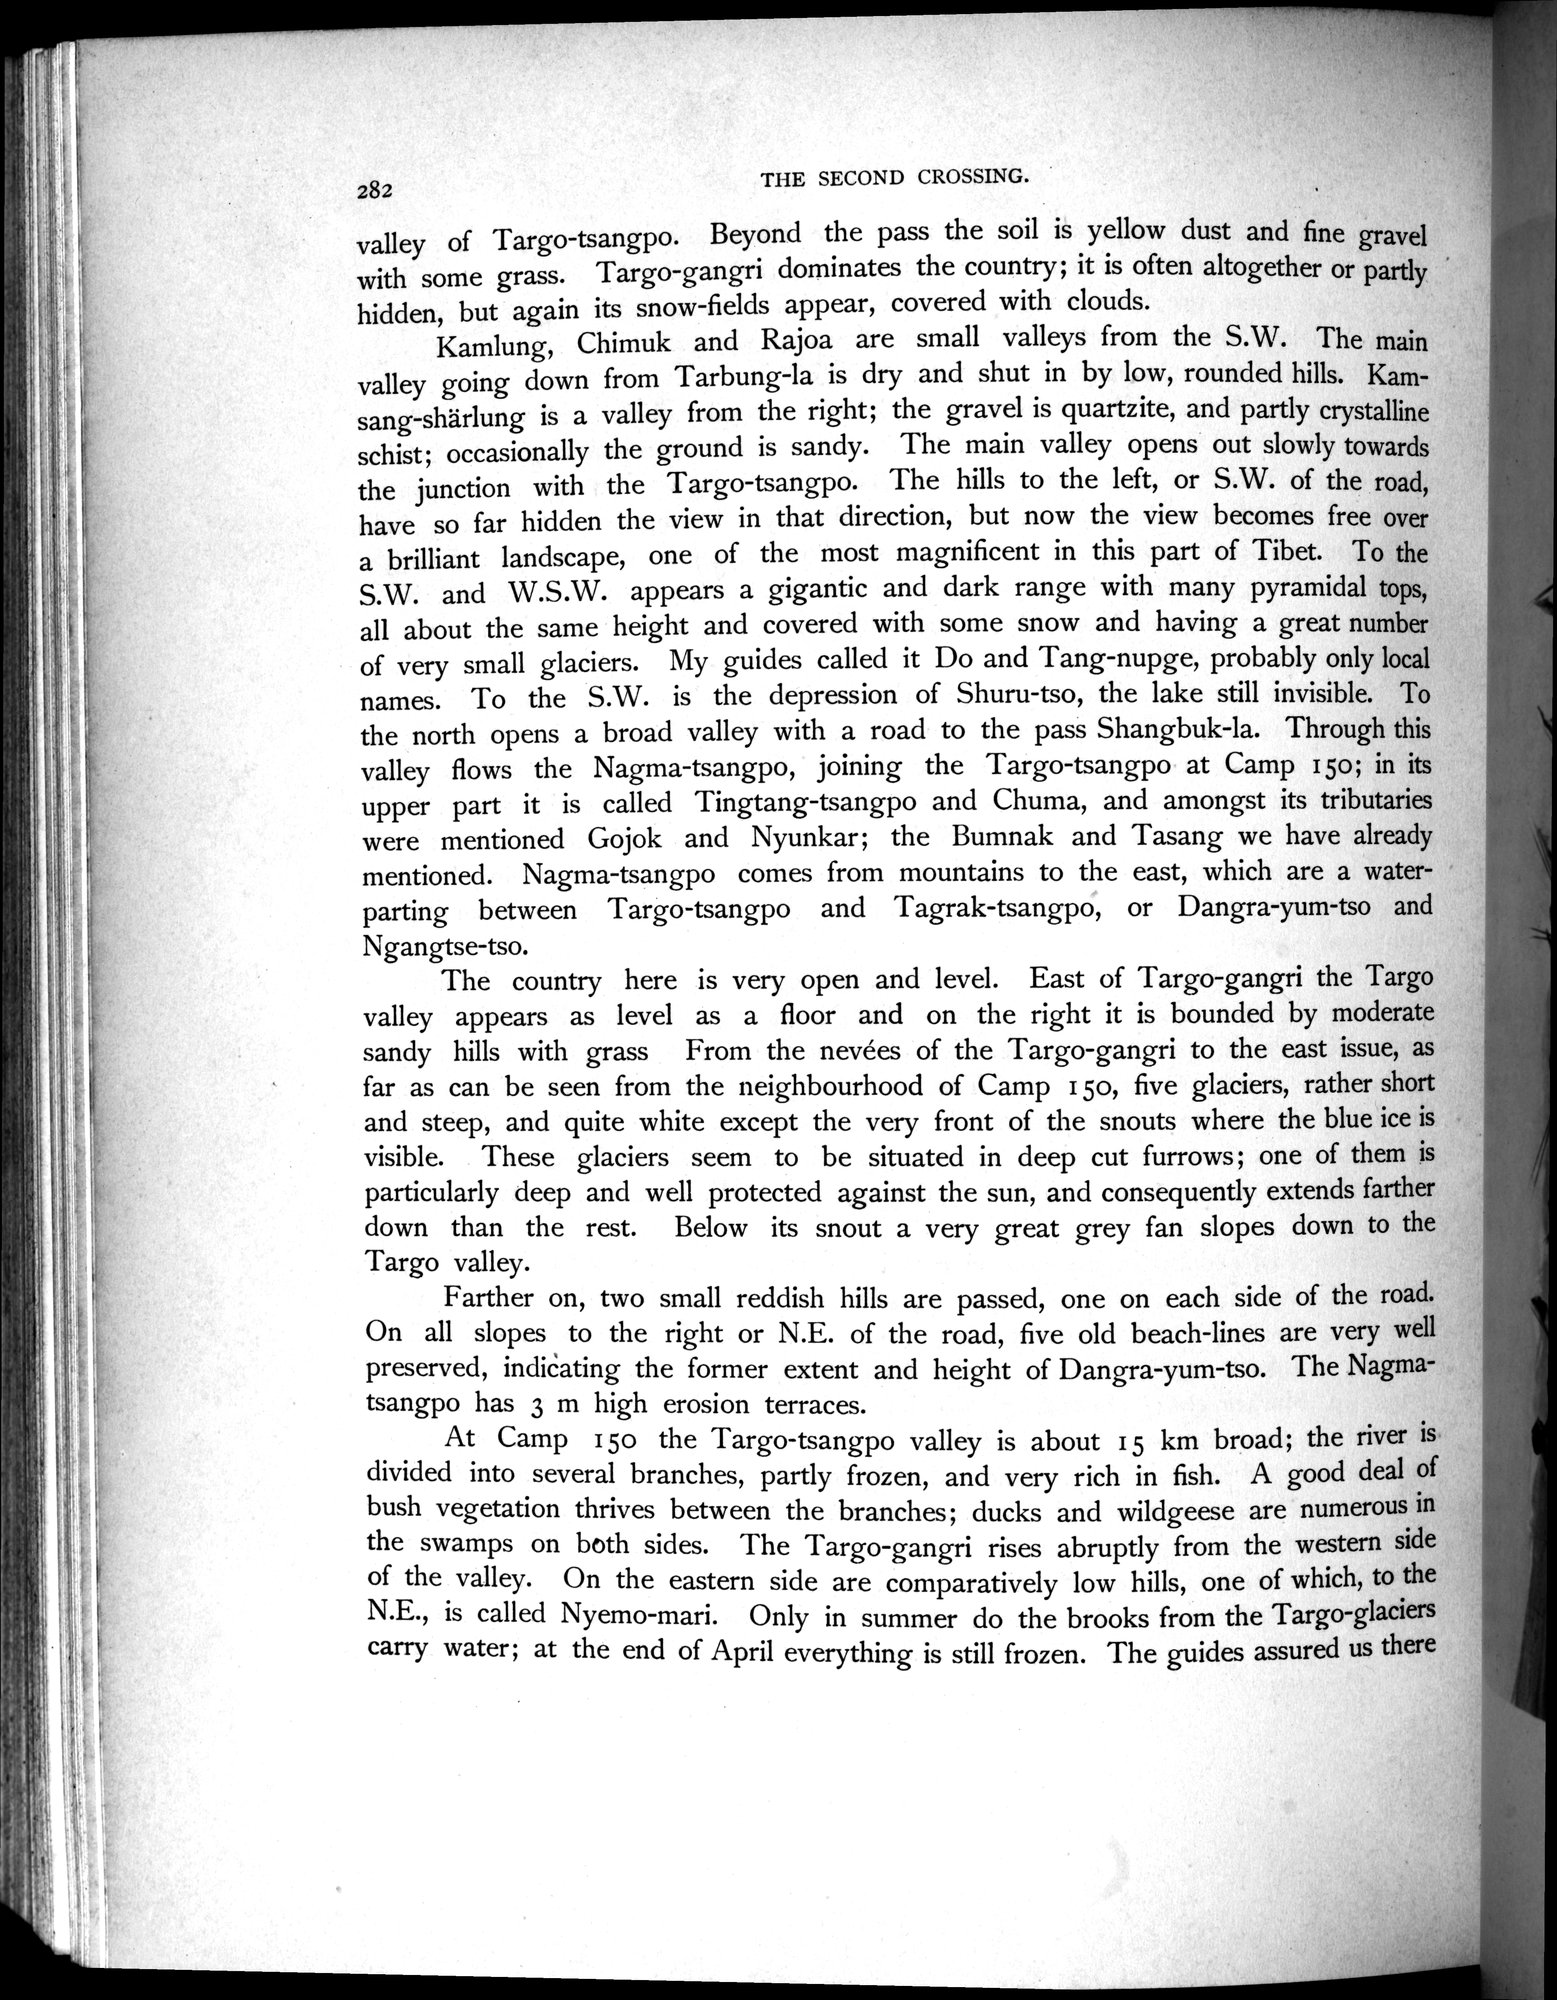 282
THE SECOND CROSSING.
valley of Targo-tsangpo. Beyond the pass the soil is yellow dust and fine gravel
with some grass. Targo-gangri dominates the country; it is often altogether or partly
hidden, but again its snow-fields appear, covered with clouds.
Kamlung, Chimuk and Rajoa are small valleys from the S.W. The main
valley going down from Tarbung-la is dry and shut in by low, rounded hills. Kam-
sang-shärlung is a valley from the right; the gravel is quartzite, and partly crystalline
schist; occasionally the ground is sandy. The main valley opens out slowly towards
the junction with the Targo-tsangpo. The hills to the left, or S.W. of the road,
have so far hidden the view in that direction, but now the view becomes free over
a brilliant landscape, one of the most magnificent in this part of Tibet. To the
S.W. and W.S.W. appears a gigantic and dark range with many pyramidal tops,
all about the same height and covered with some snow and having a great number
of very small glaciers. My guides called it Do and Tang-nupge, probably only local
names. To the S.W. is the depression of Shuru-tso, the lake still invisible. To
the north opens a broad valley with a road to the pass Shangbuk-la. Through this
valley flows the Nagma-tsangpo, joining the Targo-tsangpo at Camp 150; in its
upper part it is called Tingtang-tsangpo and Chuma, and amongst its tributaries
were mentioned Gojok and Nyunkar; the Bumnak and Tasang we have already
mentioned. Nagma-tsangpo comes from mountains to the east, which are a water-
parting between Targo-tsangpo and Tagrak-tsangpo, or Dangra-yum-tso and
Ngangtse-tso.
The country here is very open and level. East of Targo-gangri the Targo
valley appears as level as a floor and on the right it is bounded by moderate
sandy hills with grass From the nevées of the Targo-gangri to the east issue, as
far as can be seen from the neighbourhood of Camp 150, five glaciers, rather short
and steep, and quite white except the very front of the snouts where the blue ice is
visible. These glaciers seem to be situated in deep cut furrows; one of them is
particularly deep and well protected against the sun, and consequently extends farther
down than the rest. Below its snout a very great grey fan slopes down to the
Targo valley.
Farther on, two small reddish hills are passed, one on each side of the road.
On all slopes to the right or N.E. of the road, five old beach-lines are very well
preserved, indicating the former extent and height of Dangra-yum-tso. The Nagma-
tsangpo has 3 m high erosion terraces.
At Camp 150 the Targo-tsangpo valley is about 15 km broad; the river is
divided into several branches, partly frozen, and very rich in fish. A good deal of
bush vegetation thrives between the branches; ducks and wildgeese are numerous in
the swamps on both sides. The Targo-gangri rises abruptly from the western side
of the valley. On the eastern side are comparatively low hills, one of which, to the
N.E., is called Nyemo-mari. Only in summer do the brooks from the Targo-glaciers
carry water; at the end of April everything is still frozen. The guides assured us there